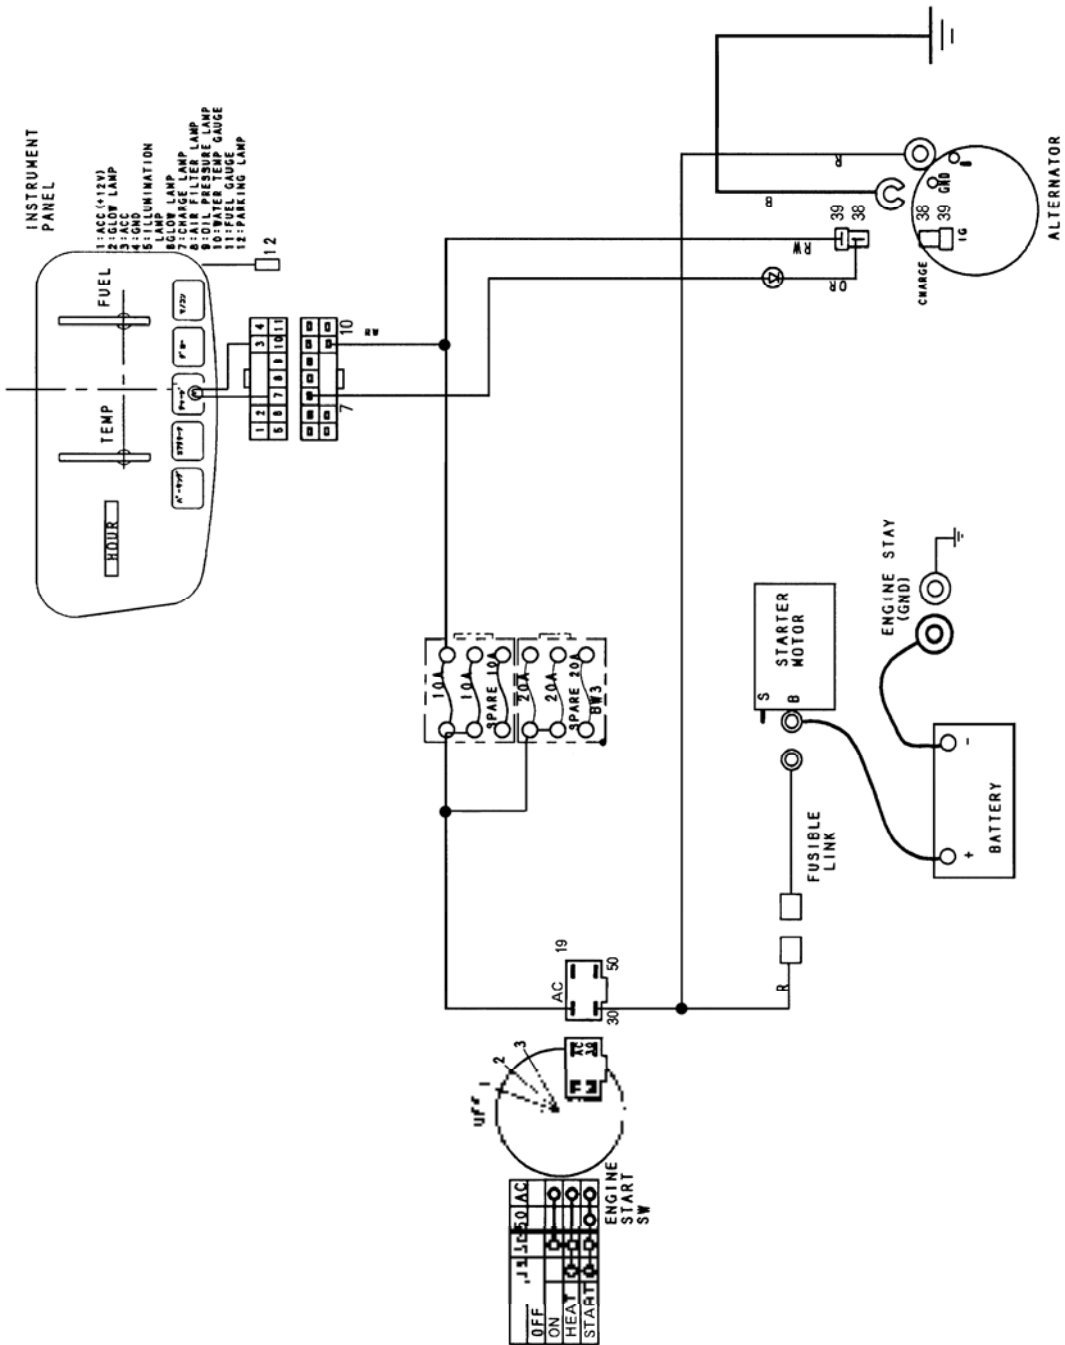 INSTRUMENT
PANEL
1:ACC(+12V)
2:GLOW LAMP
3:ACC
4:GND
5:ILLUMINATION
LAMP
6GLOW LAMP
7:CHARGE LAMP
8:AIR FILTER LAMP
9:OIL PRESSURE LAMP
10:WATER TEMP GAUGE
11:FUEL GAUGE
12:PARKING LAMP
12
FUEL
TEMP
HOUR
4 11
3 10
9
8
7
2 6
1 5
10
7
RW
RW
OR
B
R
39
38
38
39
IG
GND
B
CHARGE
ALTERNATOR
10A
10A
SPARE 10A
20A
20A
SPARE 20A
BW3
STARTER
MOTOR
S
B
ENGINE STAY
(GND)
BATTERY
+
-
FUSIBLE
LINK
R
19
AC
50
30
AC
30
OFF
1
2
3
ENGINE
START
SW
50
AC
OFF
ON
HEAT
START